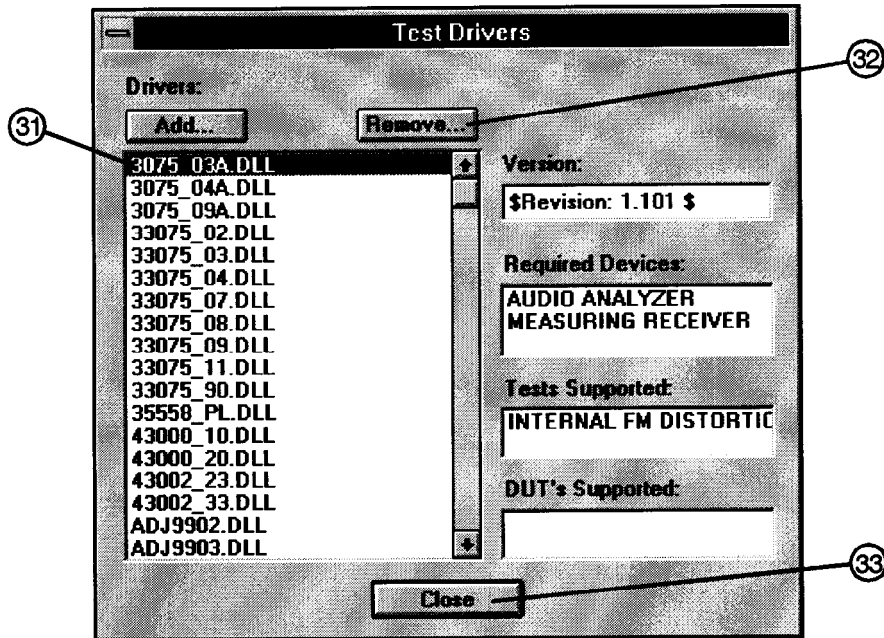 Test Drivers
Drivers:
Add...
Remove...
32
31
3075_03A.DLL
3075_04A.DLL
3075_09A.DLL
33075_02.DLL
33075_03.DLL
33075_04.DLL
33075_07.DLL
33075_08.DLL
33075_09.DLL
33075_11.DLL
33075_90.DLL
35558_PL.DLL
43000_10.DLL
43000_20.DLL
43002_23.DLL
43002_33.DLL
ADJ9902.DLL
ADJ9903.DLL
Version:
$Revision: 1.101 $
Required Devices:
AUDIO ANALYZER
MEASURING RECEIVER
Tests Supported:
INTERNAL FM DISTORTIC
DUT's Supported:
Close
33